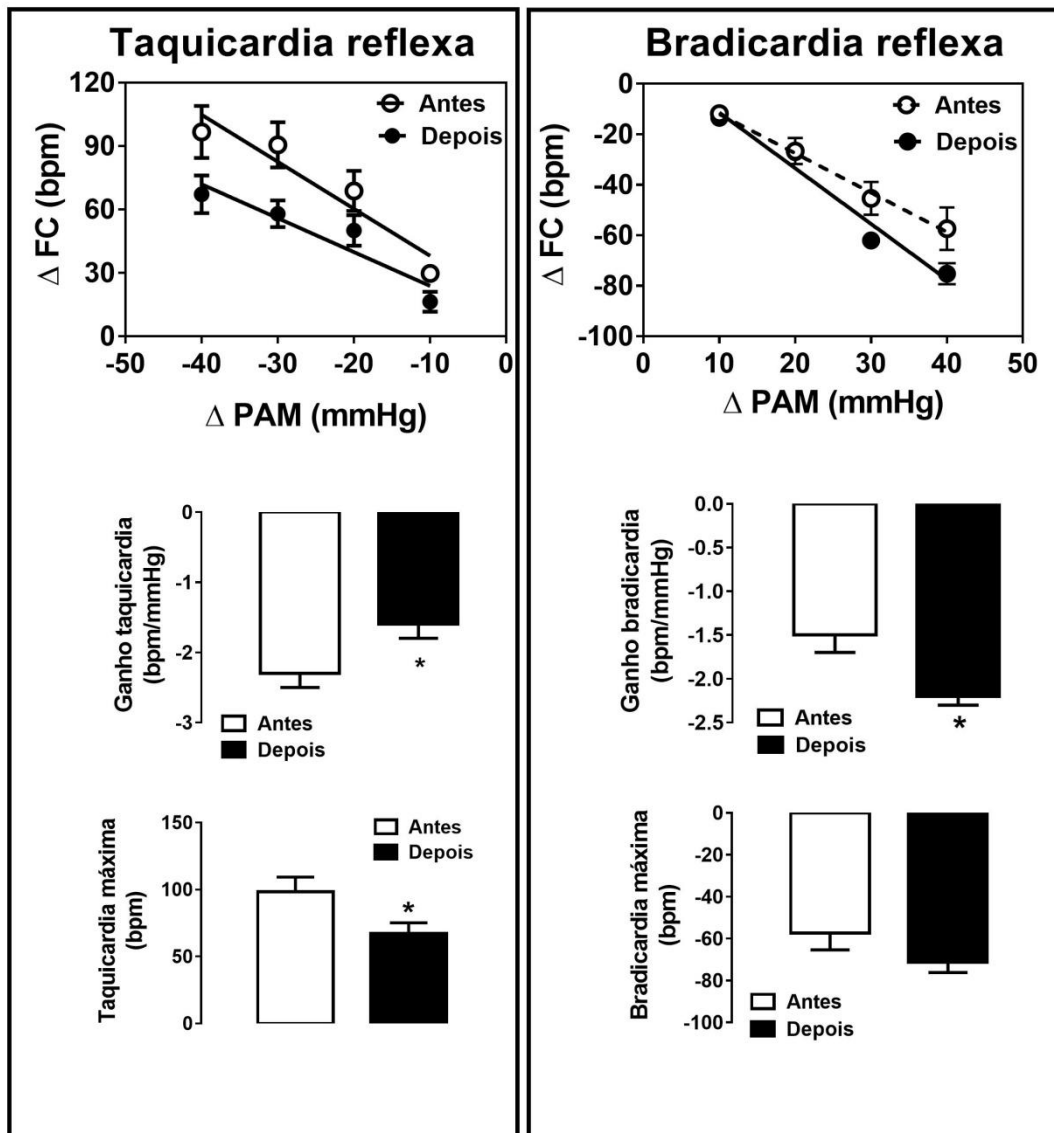 Taquicardia reflexa
120
90
60
30
0
Δ FC (bpm)
Antes
Depois
-50 -40 -30 -20 -10 0
Δ PAM (mmHg)
0
-1
-2
-3
Ganho taquicardia
(bpm/mmHg)
*
Antes
Depois
150
100
50
0
Taquicardia máxima
(bpm)
Antes
Depois
*
Bradicardia reflexa
0
-20
-40
-60
-80
-100
Δ FC (bpm)
Antes
Depois
0 10 20 30 40 50
Δ PAM (mmHg)
0.0
-0.5
-1.0
-1.5
-2.0
-2.5
Ganho bradicardia
(bpm/mmHg)
Antes
Depois
*
0
-20
-40
-60
-80
-100
Bradicardia máxima
(bpm)
Antes
Depois